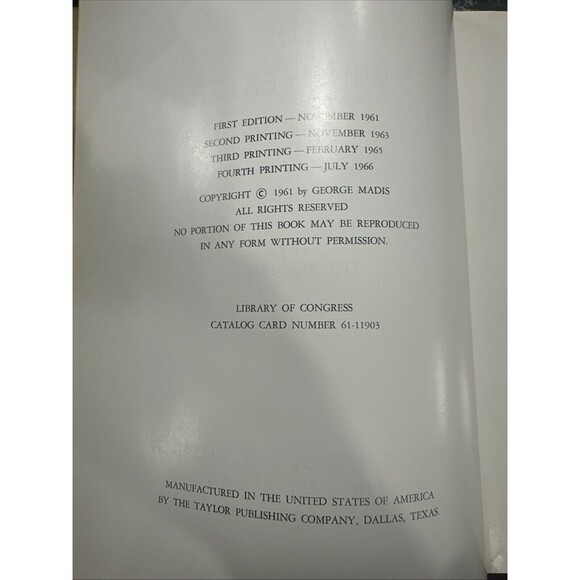 FIRST EDITION — NOVEMBER 1961
SECOND PRINTING — NOVEMBER 1963
THIRD PRINTING — FEBRUARY 1965
FOURTH PRINTING — JULY 1966
COPYRIGHT © 1961 by GEORGE MADIS
ALL RIGHTS RESERVED
NO PORTION OF THIS BOOK MAY BE REPRODUCED
IN ANY FORM WITHOUT PERMISSION.
LIBRARY OF CONGRESS
CATALOG CARD NUMBER 61-11903
MANUFACTURED IN THE UNITED STATES OF AMERICA
BY THE TAYLOR PUBLISHING COMPANY, DALLAS, TEXAS.